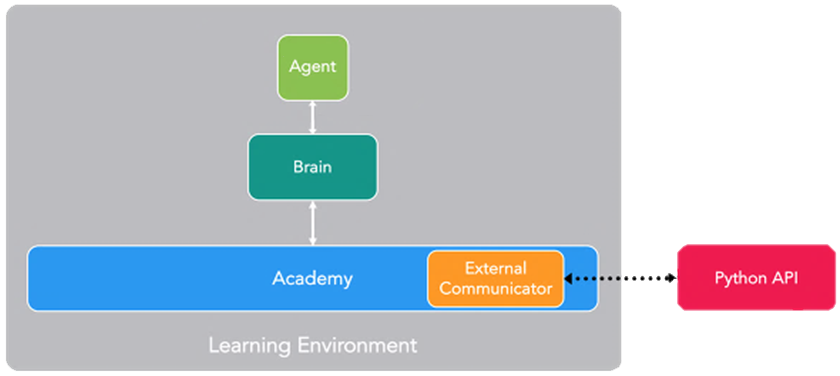 Agent
Brain
Academy
External
Communicator
Python API
Learning Environment